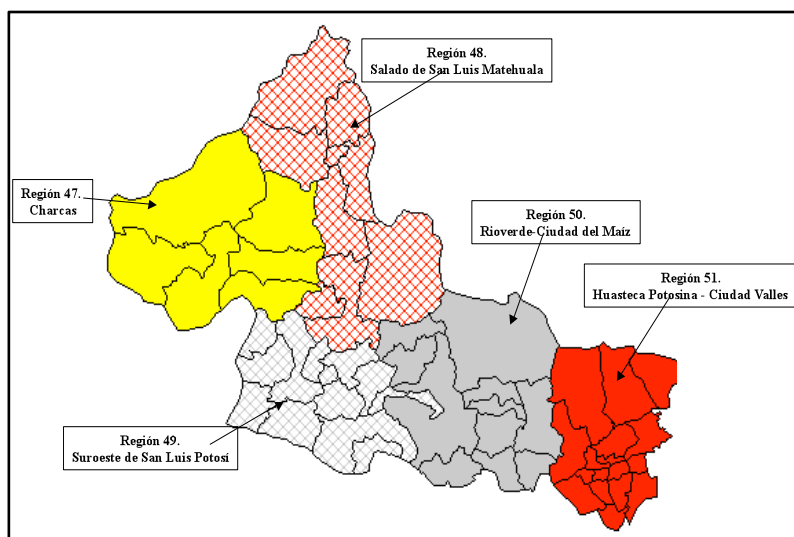 Región 48.
Salado de San Luis Matehuala
Región 47.
Charcas
Región 50.
Rioverde-Ciudad del Maíz
Región 51.
Huasteca Potosina - Ciudad Valles
Región 49.
Suroeste de San Luis Potosí